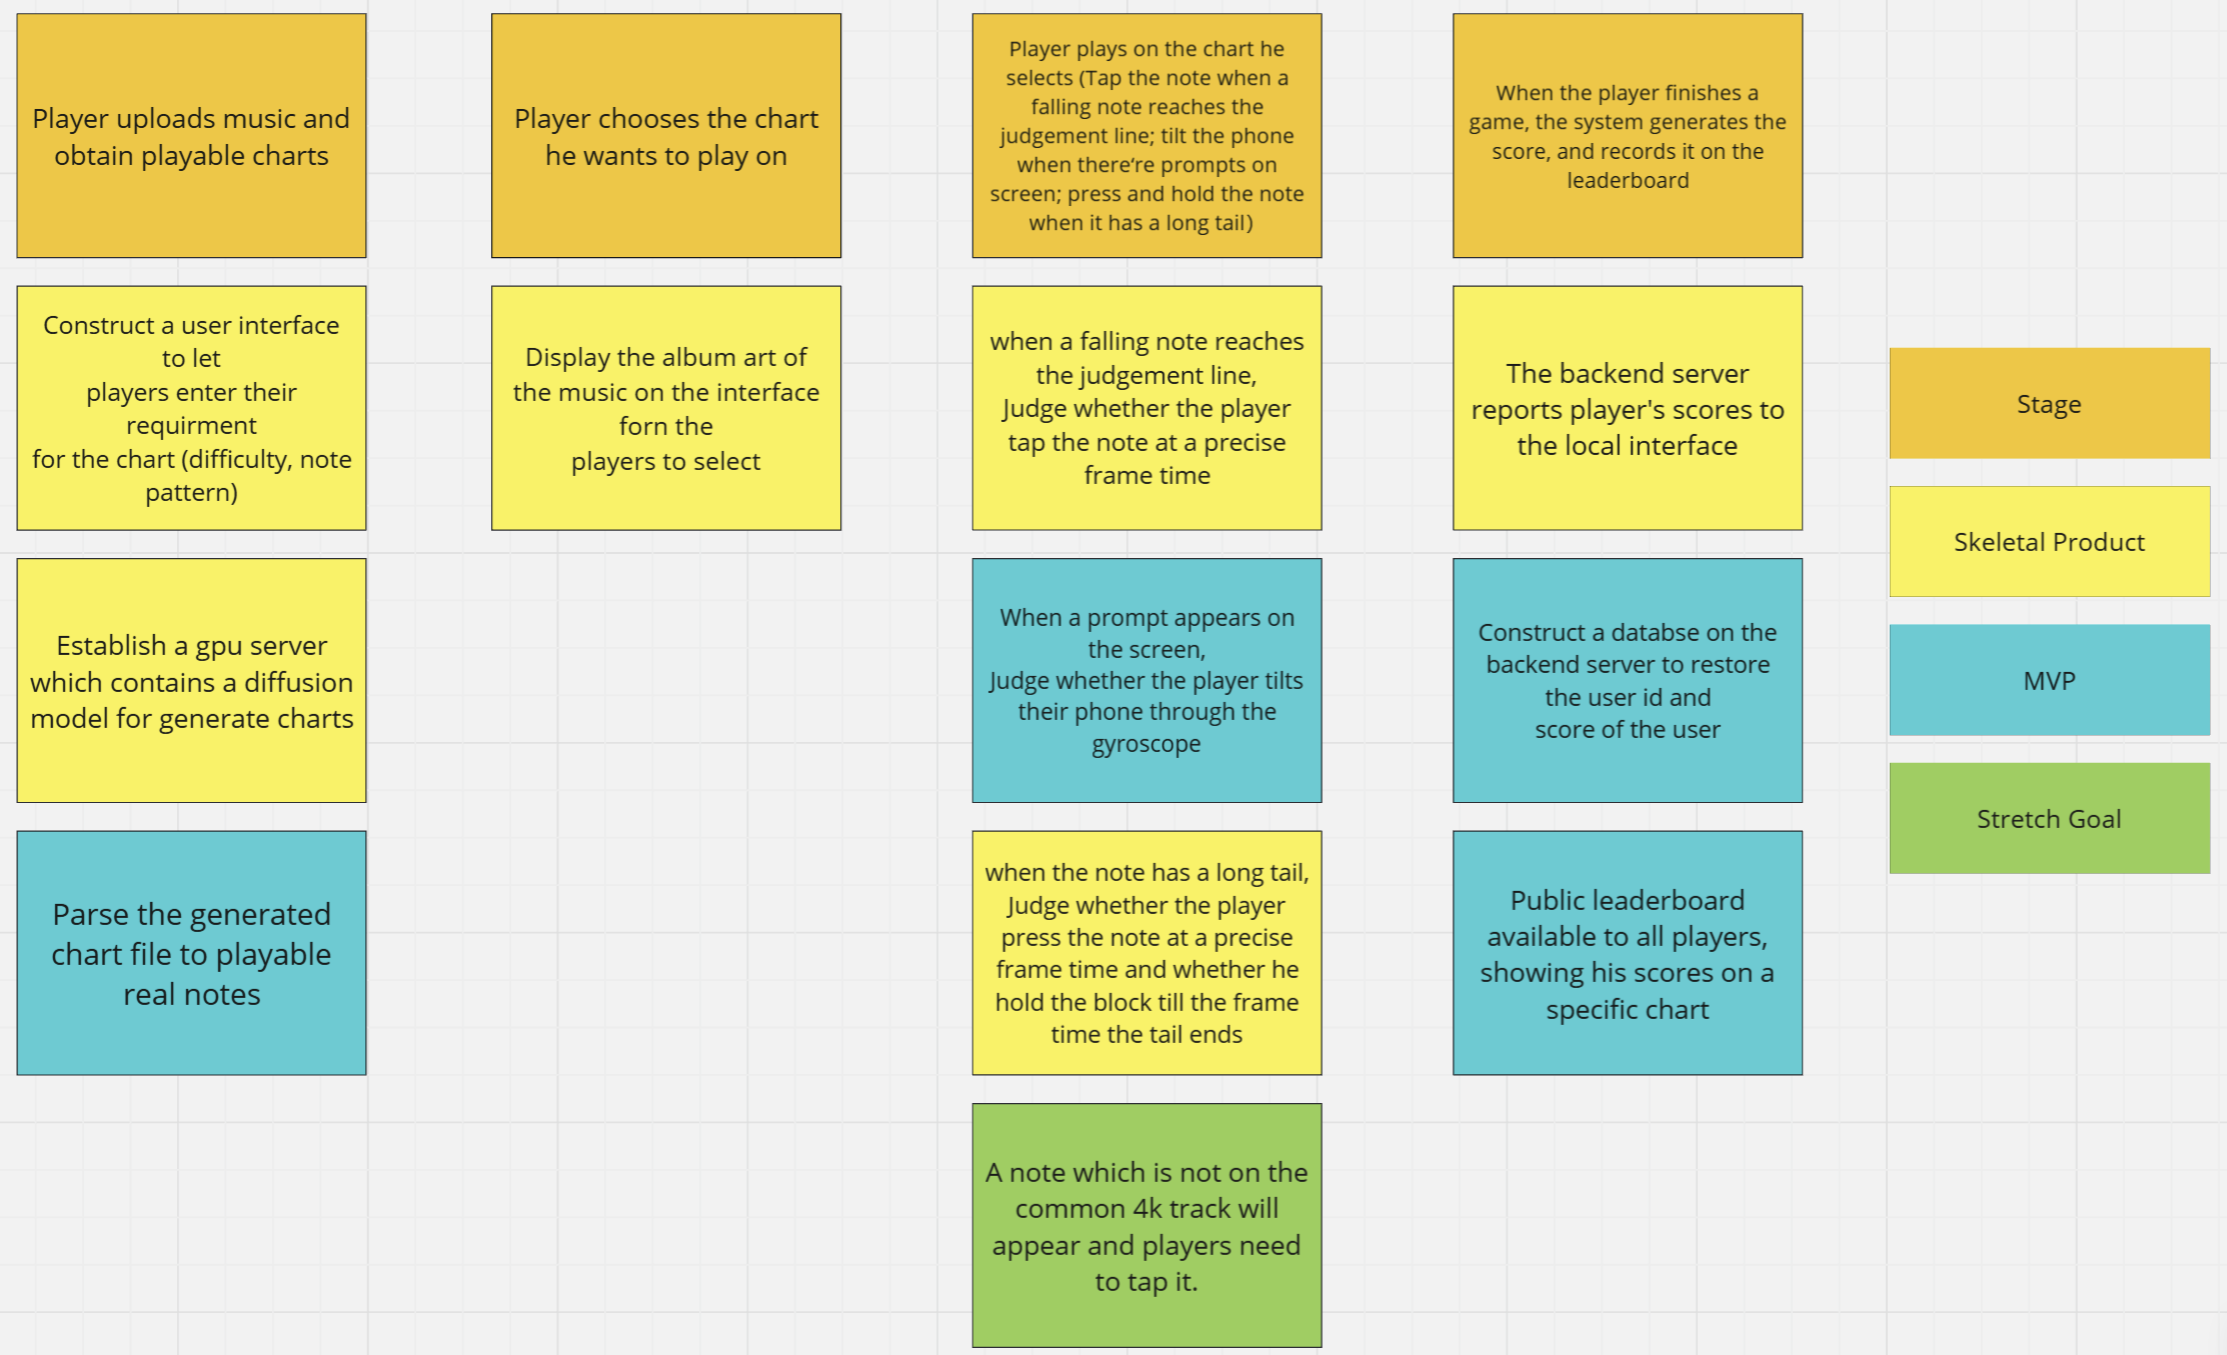 Player uploads music and
obtain playable charts
Player chooses the chart
he wants to play on
Player plays on the chart he
selects (Tap the note when a
falling note reaches the
judgement line; tilt the phone
when there're prompts on
screen; press and hold the note
when it has a long tail)
When the player finishes a
game, the system generates the
score, and records it on the
leaderboard
Construct a user interface
to let
players enter their
requirment
for the chart (difficulty, note
pattern)
Display the album art of
the music on the interface
forn the
players to select
when a falling note reaches
the judgement line,
Judge whether the player
tap the note at a precise
frame time
The backend server
reports player's scores to
the local interface
Establish a gpu server
which contains a diffusion
model for generate charts
When a prompt appears on
the screen,
Judge whether the player tilts
their phone through the
gyroscope
Construct a databse on the
backend server to restore
the user id and
score of the user
Parse the generated
chart file to playable
real notes
when the note has a long tail,
Judge whether the player
press the note at a precise
frame time and whether he
hold the block till the frame
time the tail ends
Public leaderboard
available to all players,
showing his scores on a
specific chart
A note which is not on the
common 4k track will
appear and players need
to tap it.
Stage
Skeletal Product
MVP
Stretch Goal